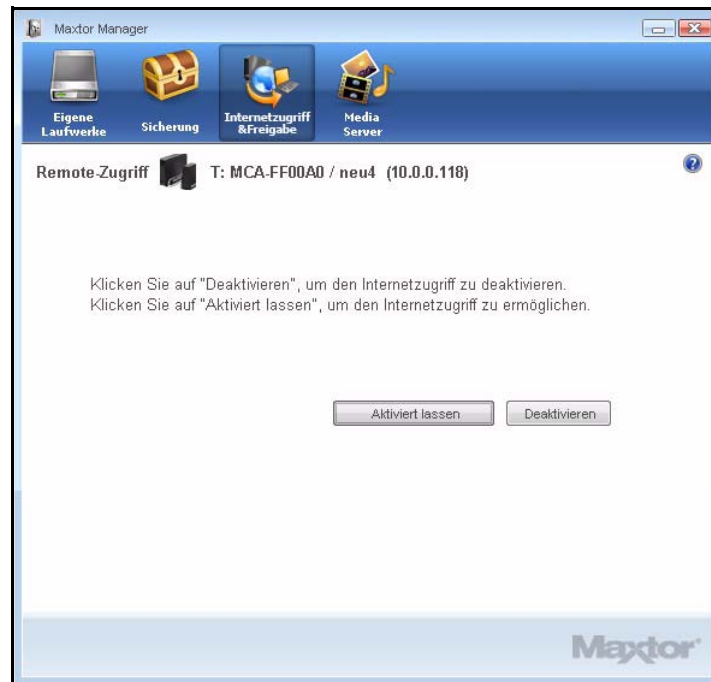 Maxtor Manager
Eigene
Laufwerke
Sicherung
Internetzugriff
&Freigabe
Media
Server
Remote-Zugriff T: MCA-FF00A0 / neu4 (10.0.0.118)
?
Klicken Sie auf "Deaktivieren", um den Internetzugriff zu deaktivieren.
Klicken Sie auf "Aktiviert lassen", um den Internetzugriff zu ermöglichen.
Aktiviert lassen Deaktivieren
Maxtor